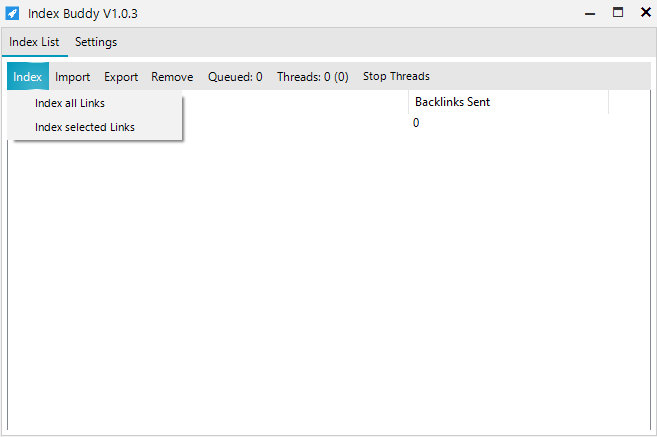 Index Buddy V1.0.3
Index List Settings
Index Import Export Remove Queued: 0 Threads: 0 (0) Stop Threads
Index all Links
Backlinks Sent
Index selected Links
0